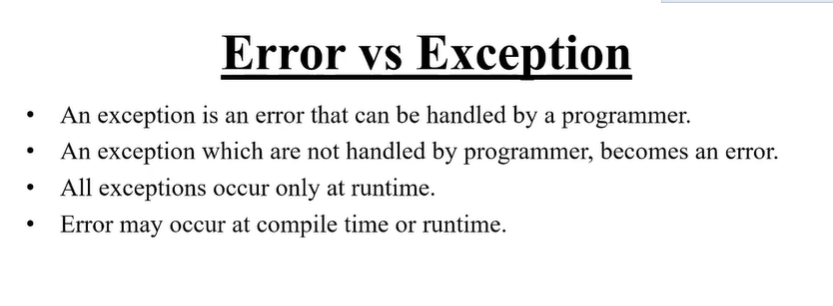 Error vs Exception
• An exception is an error that can be handled by a programmer.
• An exception which are not handled by programmer, becomes an error.
• All exceptions occur only at runtime.
• Error may occur at compile time or runtime.